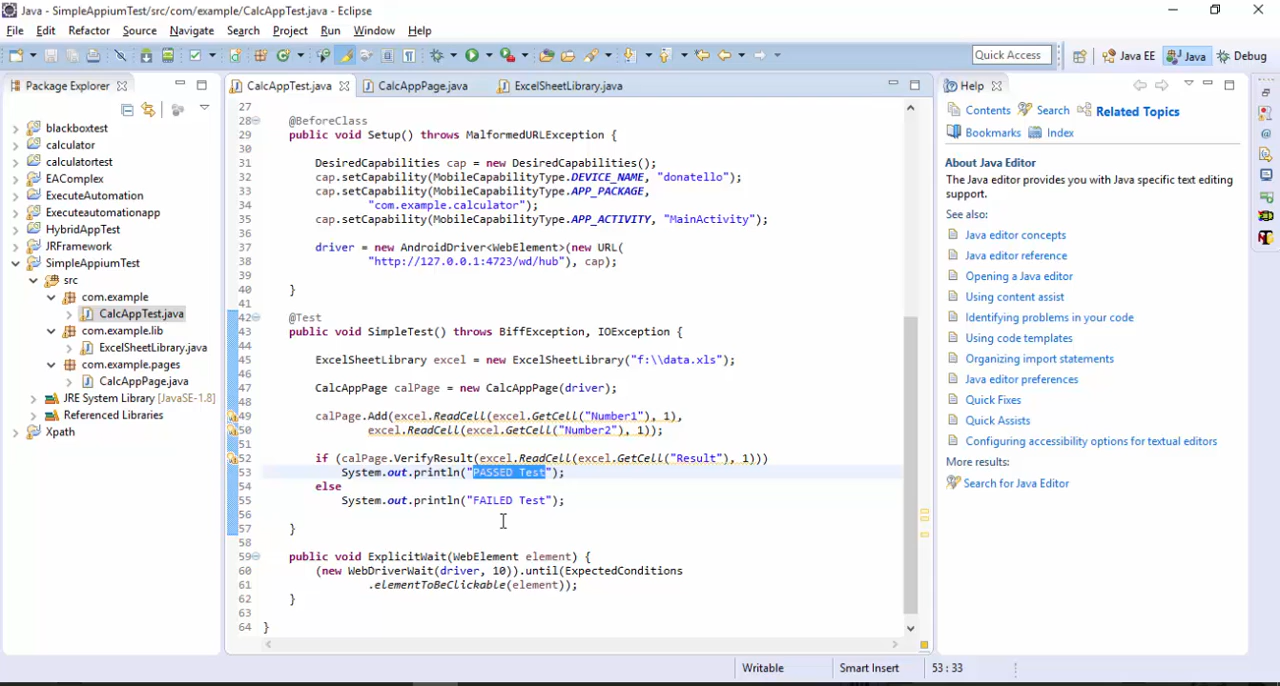 Java - SimpleAppiumTest/src/com/example/CalcAppTest.java - Eclipse
File Edit Refactor Source Navigate Search Project Run Window Help
Quick Access
Java EE
Java
Debug
Package Explorer
blackboxtest
calculator
calculatortest
EAComplex
ExecuteAutomation
Executeautomationapp
HybridAppTest
JRFramework
SimpleAppiumTest
src
com.example
CalcAppTest.java
com.example.lib
ExcelSheetLibrary.java
com.example.pages
CalcAppPage.java
JRE System Library [JavaSE-1.8]
Referenced Libraries
Xpath
CalcAppTest.java CalcAppPage.java ExcelSheetLibrary.java
27
28 @BeforeClass
29 public void Setup() throws MalformedURLException {
30
31 DesiredCapabilities cap = new DesiredCapabilities();
32 cap.setCapability(MobileCapabilityType.DEVICE_NAME, "donatello");
33 cap.setCapability(MobileCapabilityType.APP_PACKAGE,
34 "com.example.calculator");
35 cap.setCapability(MobileCapabilityType.APP_ACTIVITY, "MainActivity");
36
37 driver = new AndroidDriver<WebElement>(new URL(
38 "http://127.0.0.1:4723/wd/hub"), cap);
39
40 }
41
42 @Test
43 public void SimpleTest() throws BiffException, IOException {
44
45 ExcelSheetLibrary excel = new ExcelSheetLibrary("f:\\data.xls");
46
47 CalcAppPage calPage = new CalcAppPage(driver);
48
49 calPage.Add(excel.ReadCell(excel.GetCell("Number1"), 1),
50 excel.ReadCell(excel.GetCell("Number2"), 1));
51
52 if (calPage.VerifyResult(excel.ReadCell(excel.GetCell("Result"), 1)))
53 System.out.println("PASSED Test");
54 else
55 System.out.println("FAILED Test");
56
57 }
58
59 public void ExplicitWait(WebElement element) {
60 (new WebDriverWait(driver, 10)).until(ExpectedConditions
61 .elementToBeClickable(element));
62 }
63
64 }
Help
Contents Search Related Topics
Bookmarks Index
About Java Editor
The Java editor provides you with Java specific text editing
support.
See also:
Java editor concepts
Java editor reference
Opening a Java editor
Using content assist
Identifying problems in your code
Using code templates
Organizing import statements
Java editor preferences
Quick Fixes
Quick Assists
Configuring accessibility options for textual editors
More results:
Search for Java Editor
Writable Smart Insert 53 : 33